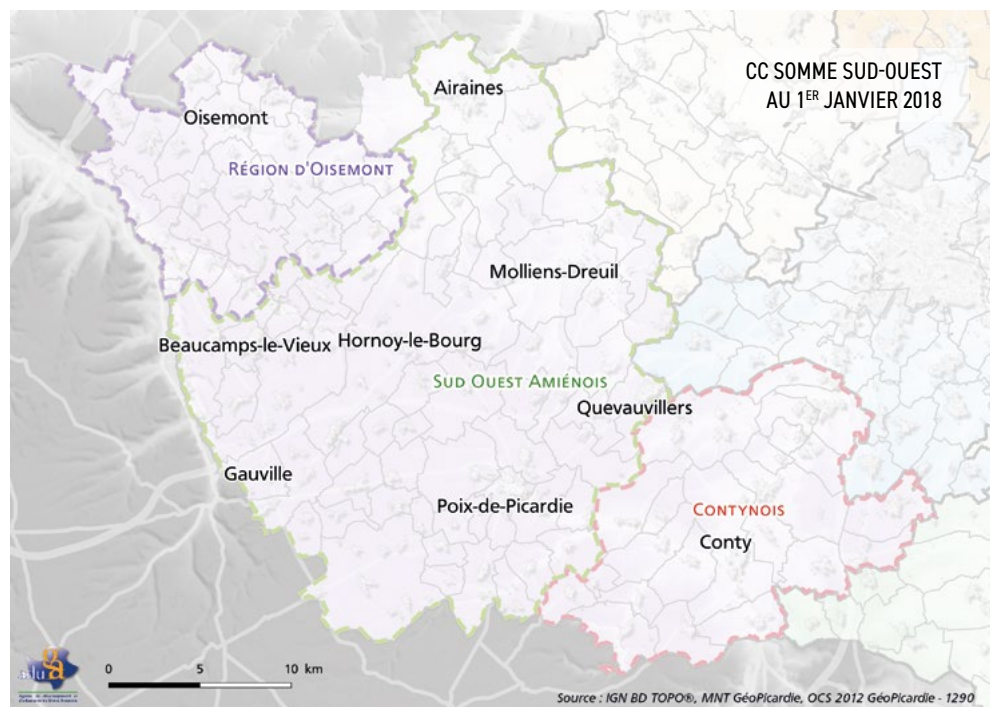 CC SOMME SUD-OUEST
AU 1ER JANVIER 2018
Airaines
Oisemont
RÉGION D'OISEMONT
Molliens-Dreuil
Beaucamps-le-Vieux
Hornoy-le-Bourg
SUD OUEST AMIÉNOIS
Quevauvillers
Gauville
Poix-de-Picardie
CONTYNOIS
Conty
aduga
0 5 10 km
Source : IGN BD TOPO®, MNT GéoPicardie, OCS 2012 GéoPicardie - 1290